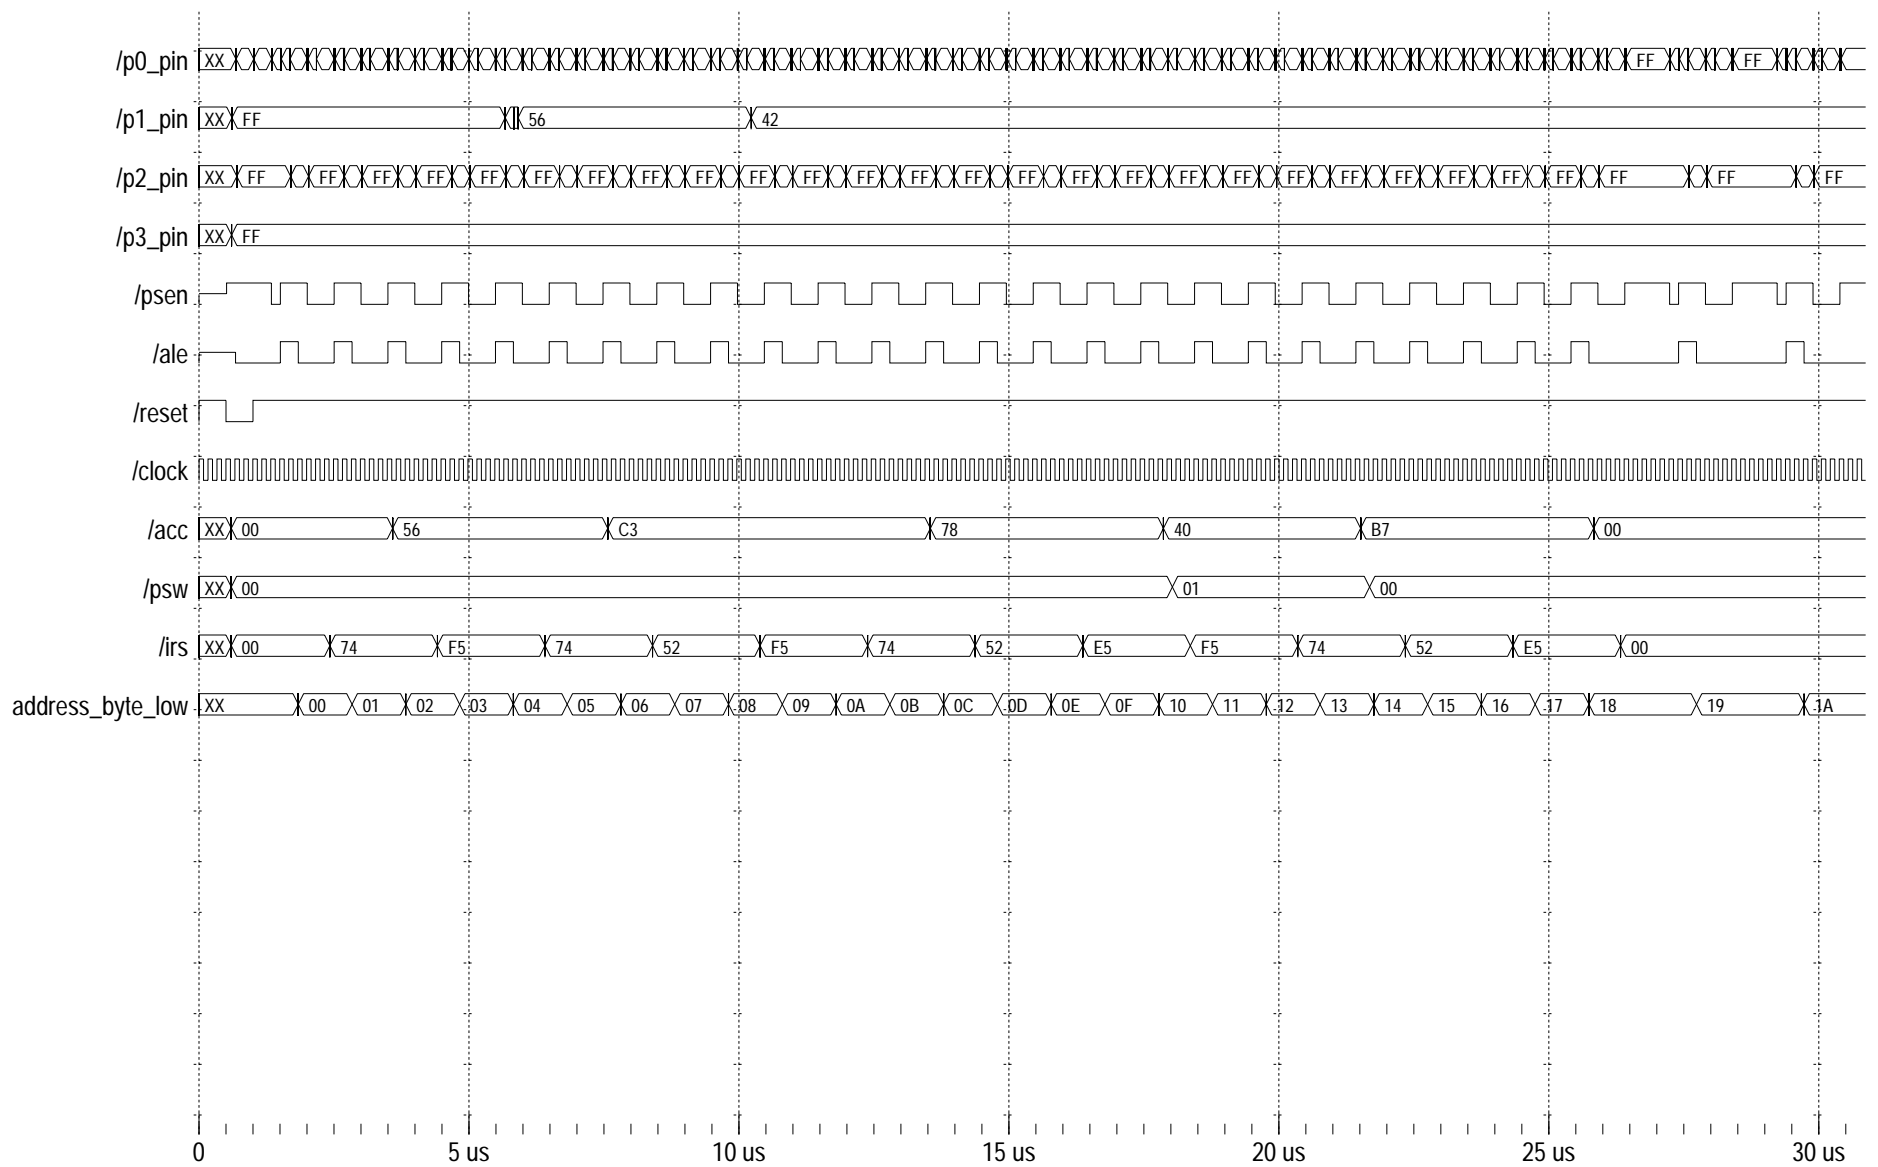 /p0_pin XX FF FF
/p1_pin XX FF 56 42
/p2_pin XX FF FF FF FF FF FF FF FF FF FF FF FF FF FF FF FF FF FF FF FF FF FF FF FF FF FF FF FF
/p3_pin XX FF
/psen
/ale
/reset
/clock
/acc XX 00 56 C3 78 40 B7 00
/psw XX 00 01 00
/irs XX 00 74 F5 74 52 F5 74 52 E5 F5 74 52 E5 00
address_byte_low XX 00 01 02 03 04 05 06 07 08 09 0A 0B 0C 0D 0E 0F 10 11 12 13 14 15 16 17 18 19 1A
0 5 us 10 us 15 us 20 us 25 us 30 us